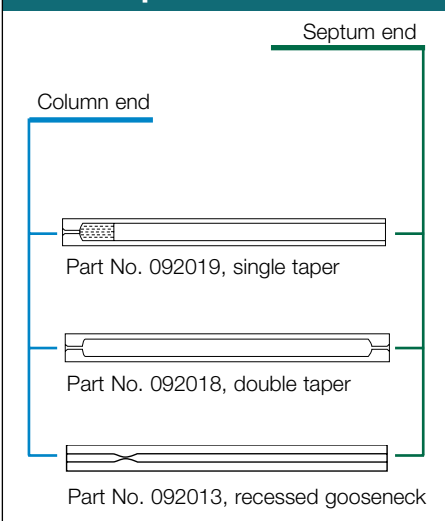 Septum end
Column end
Part No. 092019, single taper
Part No. 092018, double taper
Part No. 092013, recessed gooseneck